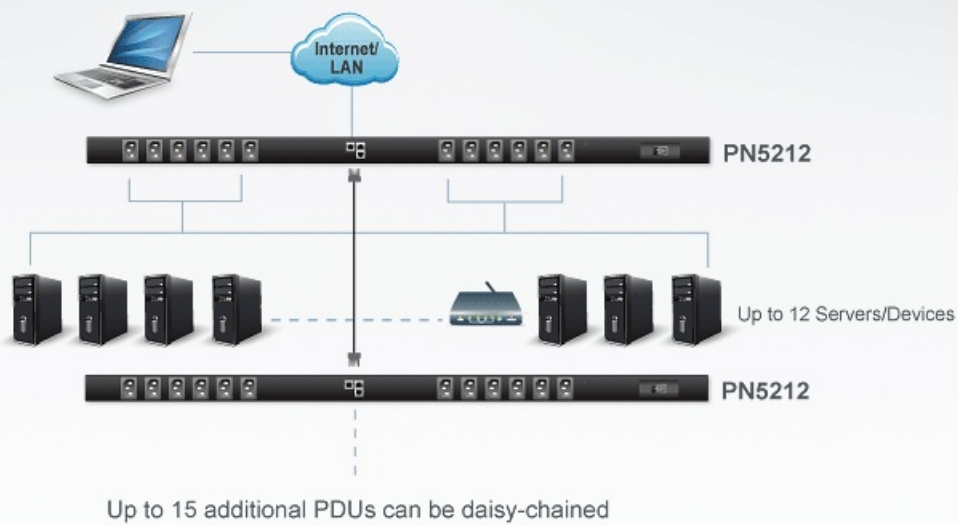 Internet/
LAN
PN5212
Up to 12 Servers/Devices
PN5212
Up to 15 additional PDUs can be daisy-chained